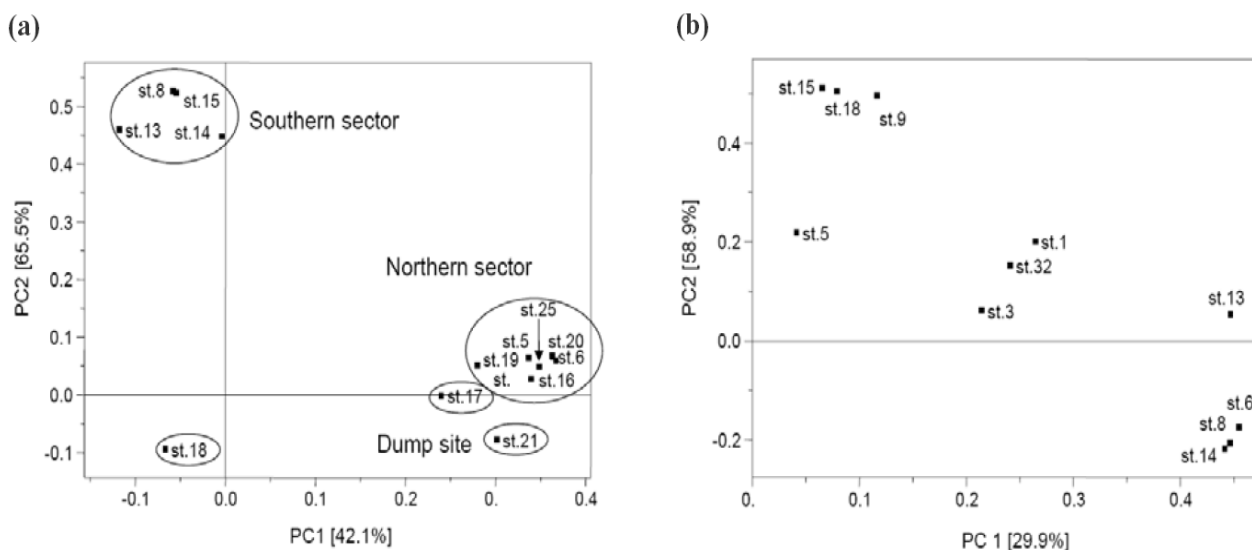 (a)
PC2 [65.5%]
0.5
0.4
0.3
0.2
0.1
0.0
-0.1
st.8
st.15
st.13
st.14
Southern sector
Northern sector
st.25
st.5
st.20
st.19
st.6
st.
st.16
st.17
Dump site
st.21
st.18
-0.1
0.0
0.1
0.2
0.
0.4
PC1 [42.1%]
(b)
PC2 [58.9%]
0.4
0.2
0.0
-0.2
st.15
st.18
st.9
st.5
st.1
st.32
st.3
st.13
st.6
st.8
st.14
0.
0.1
0.2
0.3
0.4
PC 1 [29.9%]